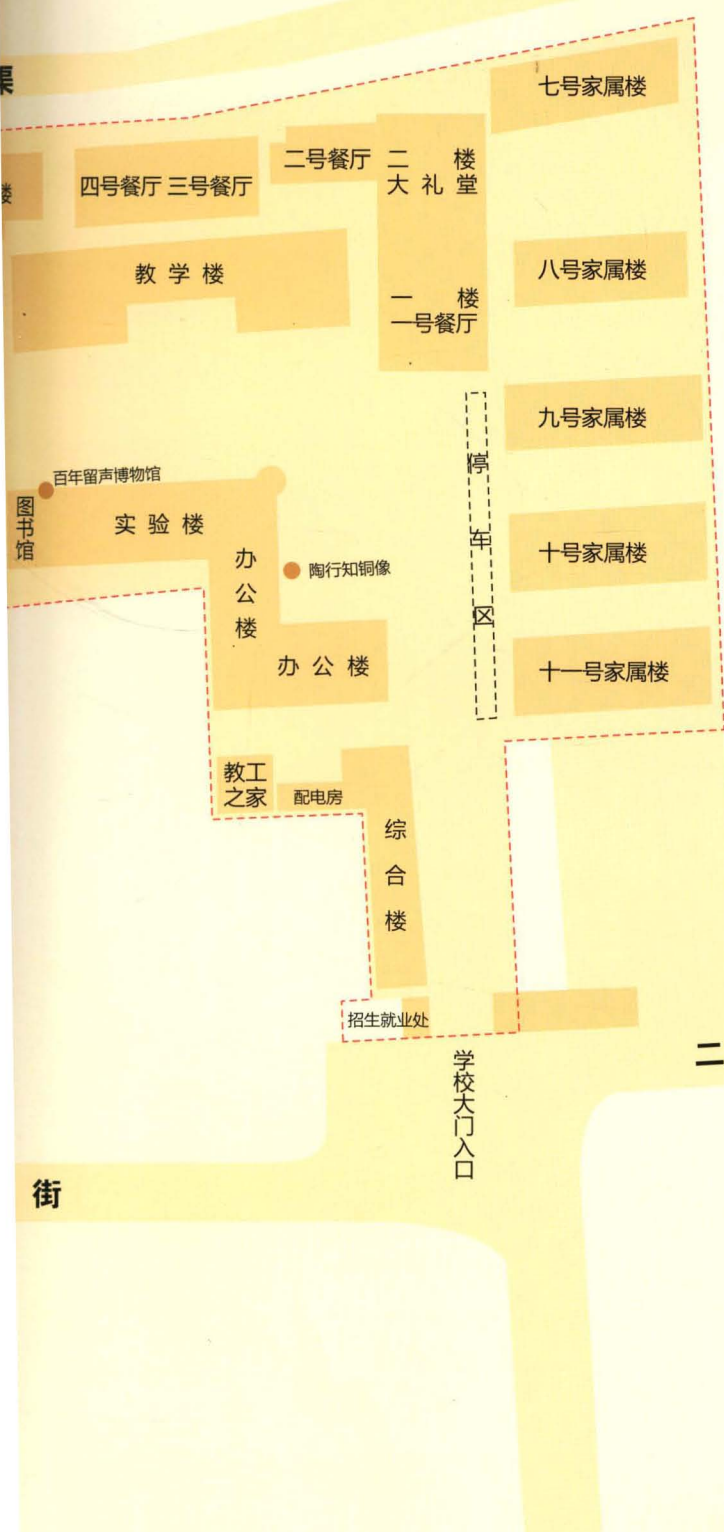 渠
七号家属楼
二号餐厅
二楼
大礼堂
楼
四号餐厅 三号餐厅
教学楼
八号家属楼
一楼
一号餐厅
九号家属楼
停车区
百年留声博物馆
图书馆
实验楼
办公楼
陶行知铜像
十号家属楼
办公楼
十一号家属楼
教工
之家
配电房
综合楼
招生就业处
学校大门入口
二
街